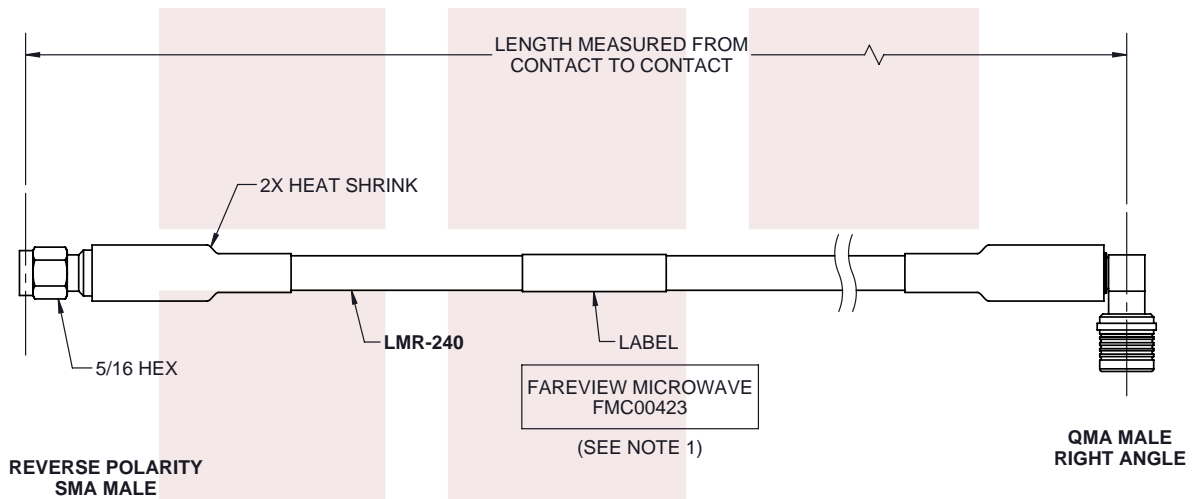 LENGTH MEASURED FROM
CONTACT TO CONTACT
2X HEAT SHRINK
LMR-240
LABEL
5/16 HEX
FAREVIEW MICROWAVE
FMC00423
(SEE NOTE 1)
REVERSE POLARITY
SMA MALE
QMA MALE
RIGHT ANGLE